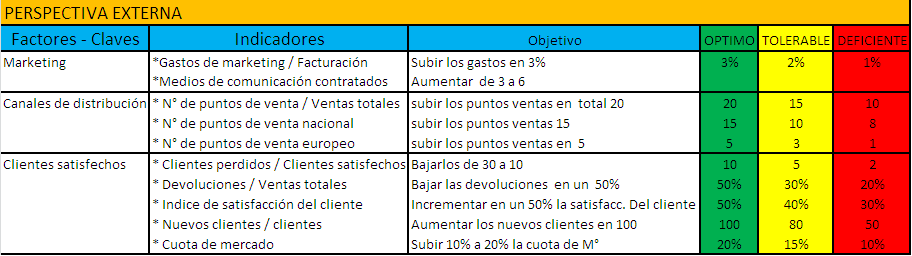 PERSPECTIVA EXTERNA
Factores - Claves Indicadores Objetivo OPTIMO TOLERABLE DEFICIENTE
Marketing *Gastos de marketing / Facturación Subir los gastos en 3% 3% 2% 1%
*Medios de comunicación contratados Aumentar de 3 a 6
Canales de distribución * N° de puntos de venta / Ventas totales subir los puntos ventas en total 20 20 15 10
* N° de puntos de venta nacional subir los puntos ventas 15 15 10 8
* N° de puntos de venta europeo subir los puntos ventas en 5 5 3 1
Clientes satisfechos * Clientes perdidos / Clientes satisfechos Bajarlos de 30 a 10 10 5 2
* Devoluciones / Ventas totales Bajar las devoluciones en un 50% 50% 30% 20%
* Indice de satisfacción del cliente Incrementar en un 50% la satisfacc. Del cliente 50% 40% 30%
* Nuevos clientes / clientes Aumentar los nuevos clientes en 100 100 80 50
* Cuota de mercado Subir 10% a 20% la cuota de M° 20% 15% 10%